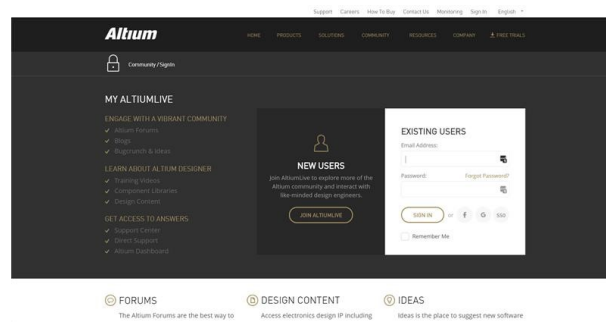 Support Careers How To Buy Contact Us Monitoring Sign In English
Altium
HOME PRODUCTS SOLUTIONS COMMUNITY RESOURCES COMPANY FREE TRIALS
Community / SignIn
MY ALTIUMLIVE
ENGAGE WITH A VIBRANT COMMUNITY
Altium Forums
Blogs
Bugcrunch & Ideas
LEARN ABOUT ALTIUM DESIGNER
Training Videos
Component Libraries
Design Content
GET ACCESS TO ANSWERS
Support Center
Direct Support
Altium Dashboard
NEW USERS
Join AltiumLive to explore more of the
Altium community and interact with
like-minded design engineers.
JOIN ALTIUMLIVE
EXISTING USERS
Email Address:
Password: Forgot Password?
SIGN IN or f G SSO
Remember Me
FORUMS
The Altium Forums are the best way to
DESIGN CONTENT
Access electronics design IP including
IDEAS
Ideas is the place to suggest new software